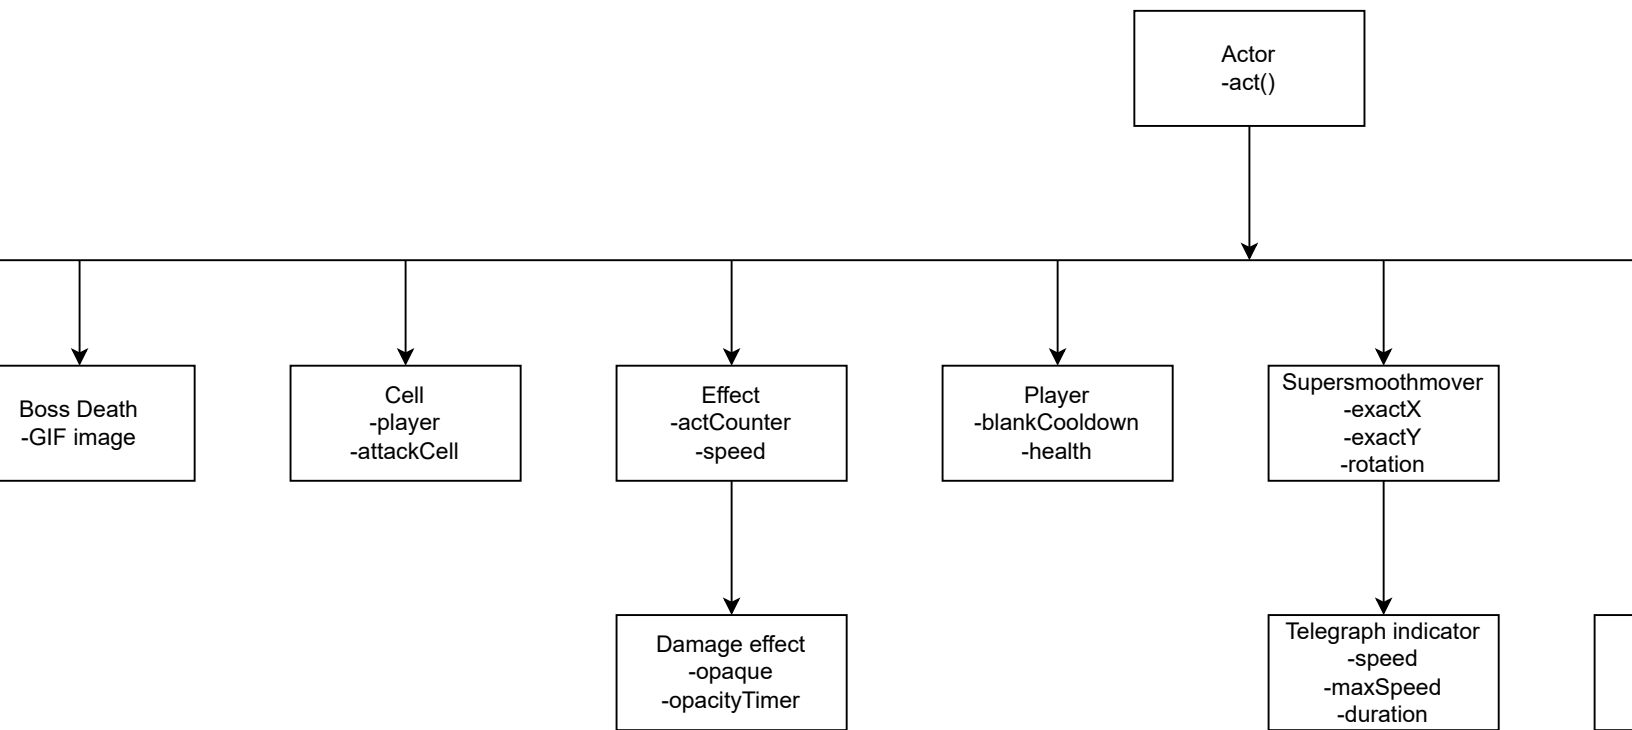 Actor
-act()
Boss Death
-GIF image
Cell
-player
-attackCell
Effect
-actCounter
-speed
Player
-blankCooldown
-health
Supersmoothmover
-exactX
-exactY
-rotation
Damage effect
-opaque
-opacityTimer
Telegraph indicator
-speed
-maxSpeed
-duration